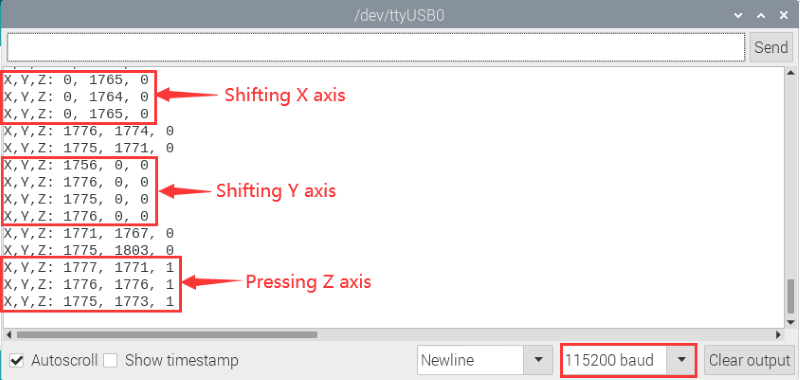 /dev/ttyUSB0
Send
X,Y,Z: 0, 1765, 0
X,Y,Z: 0, 1764, 0
X,Y,Z: 0, 1765, 0
Shifting X axis
X,Y,Z: 1776, 1774, 0
X,Y,Z: 1775, 1771, 0
X,Y,Z: 1756, 0, 0
X,Y,Z: 1776, 0, 0
X,Y,Z: 1775, 0, 0
X,Y,Z: 1776, 0, 0
Shifting Y axis
X,Y,Z: 1771, 1767, 0
X,Y,Z: 1775, 1803, 0
X,Y,Z: 1777, 1771, 1
X,Y,Z: 1776, 1776, 1
X,Y,Z: 1775, 1773, 1
Pressing Z axis
Autoscroll
Show timestamp
Newline
115200 baud
Clear output